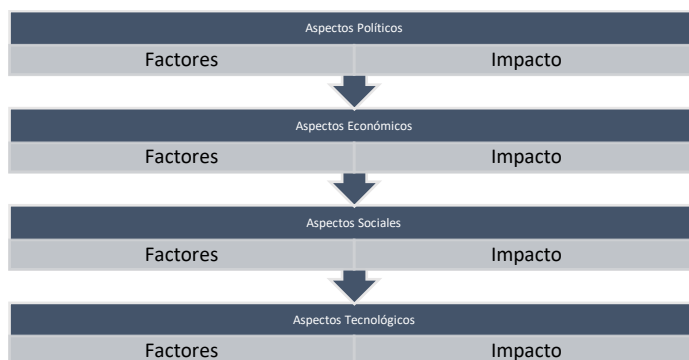 Aspectos Políticos
Factores Impacto
Aspectos Económicos
Factores Impacto
Aspectos Sociales
Factores Impacto
Aspectos Tecnológicos
Factores Impacto